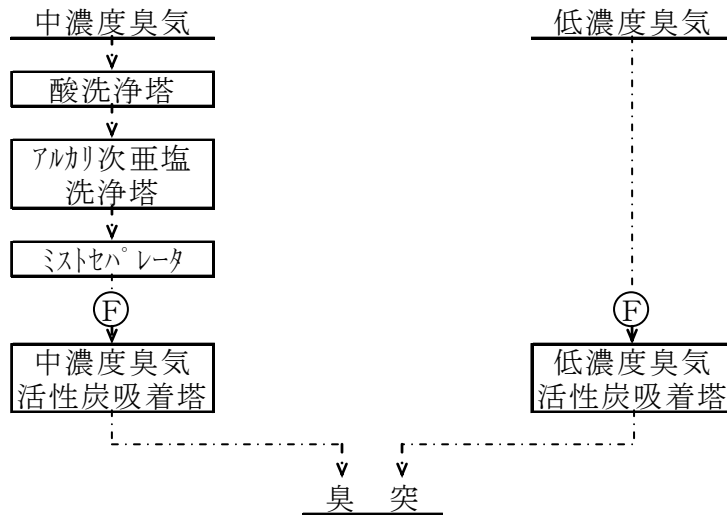 中濃度臭気
低濃度臭気
酸洗浄塔
ｱﾙｶﾘ次亜塩
洗浄塔
ﾐｽﾄｾﾊﾟﾚｰﾀ
Ⓕ
Ⓕ
中濃度臭気
活性炭吸着塔
低濃度臭気
活性炭吸着塔
臭　突